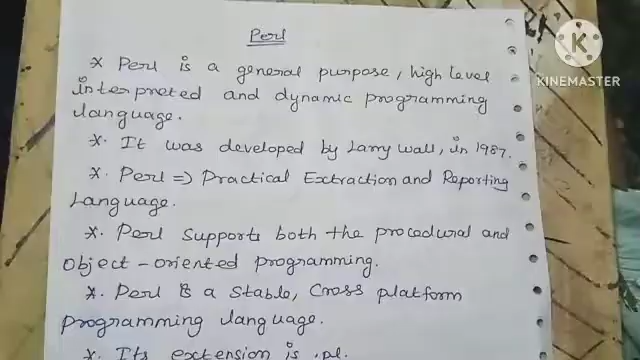 Perl
* Perl is a general purpose, high level
interpreted and dynamic programming
language.
*. It was developed by Larry Wall, in 1987.
*. Perl => Practical Extraction and Reporting
Language.
*. Perl supports both the procedural and
object-oriented programming.
*. Perl is a stable, cross platform
programming language.
*. Its extension is .pl.
KINEMASTER